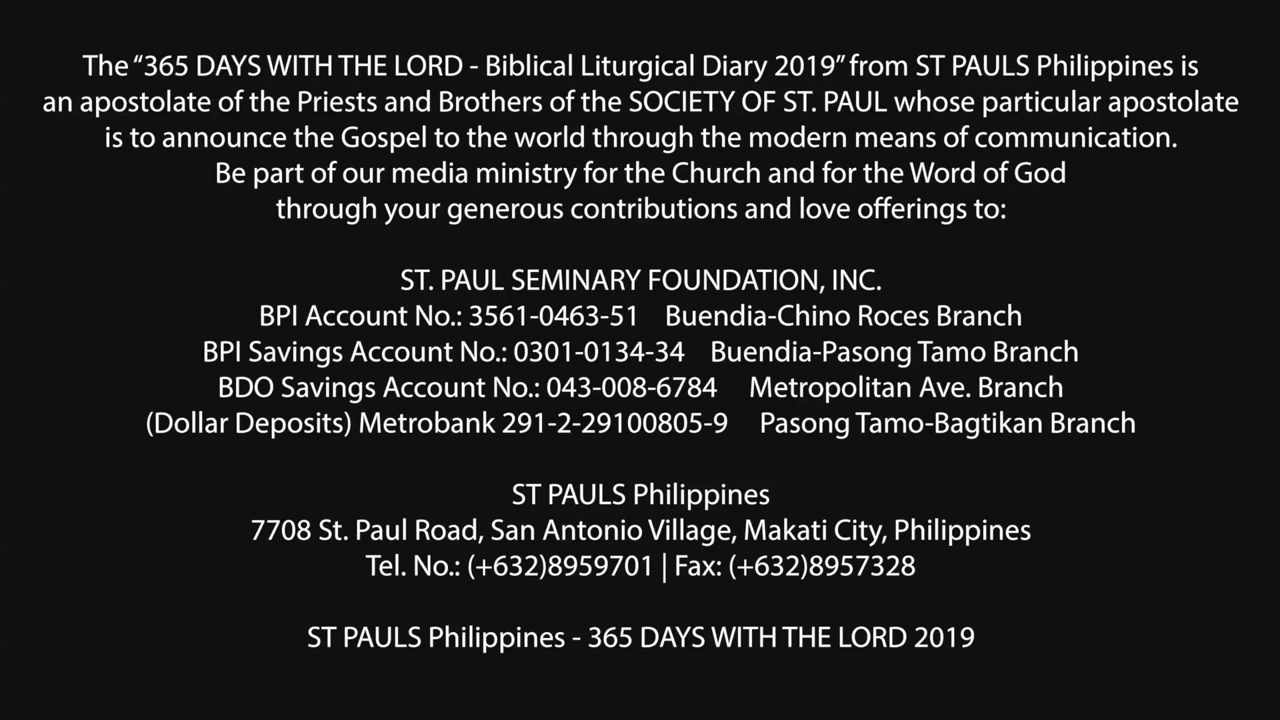 The “365 DAYS WITH THE LORD - Biblical Liturgical Diary 2019” from ST PAULS Philippines is
an apostolate of the Priests and Brothers of the SOCIETY OF ST. PAUL whose particular apostolate
is to announce the Gospel to the world through the modern means of communication.
Be part of our media ministry for the Church and for the Word of God
through your generous contributions and love offerings to:
ST. PAUL SEMINARY FOUNDATION, INC.
BPI Account No.: 3561-0463-51 Buendia-Chino Roces Branch
BPI Savings Account No.: 0301-0134-34 Buendia-Pasong Tamo Branch
BDO Savings Account No.: 043-008-6784 Metropolitan Ave. Branch
(Dollar Deposits) Metrobank 291-2-29100805-9 Pasong Tamo-Bagtikan Branch
ST PAULS Philippines
7708 St. Paul Road, San Antonio Village, Makati City, Philippines
Tel. No.: (+632)8959701 | Fax: (+632)8957328
ST PAULS Philippines - 365 DAYS WITH THE LORD 2019